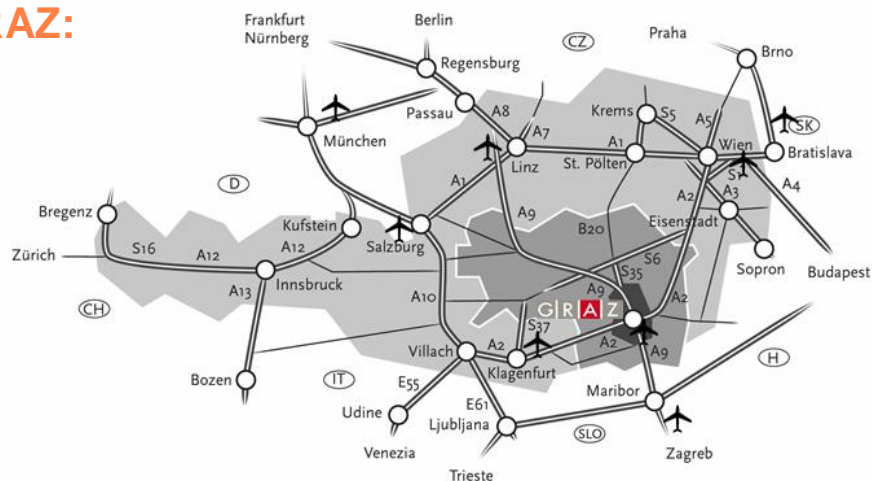 RAZ:
Frankfurt
Nürnberg
Berlin
CZ
Praha
Brno
Regensburg
Passau
A8
A7
Krems
S5
A5
SK
München
Linz
A1
St. Pölten
Wien
Bratislava
S1
A4
D
A1
A2
A3
Bregenz
Kufstein
Salzburg
A9
B20
Eisenstadt
Zürich
S16
A12
A12
Innsbruck
S6
S35
Sopron
Budapest
CH
A13
A10
A9
A2
G|R|A|Z
S37
A2
A2
A9
H
Villach
Klagenfurt
Bozen
IT
E55
Maribor
Udine
E61
Ljubljana
SLO
Venezia
Zagreb
Trieste